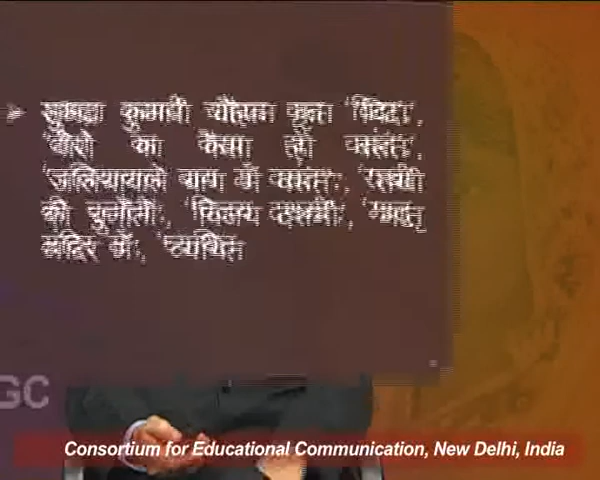 सुभद्रा कुमारी चौहान कृत 'विदा',
'वीरों का कैसा हो वसंत',
'जलियावाले बाग में वसंत', 'राखी
की चुनौती', 'विजय दशमी', 'मातृ
मंदिर में', 'व्यथित
GC
Consortium for Educational Communication, New Delhi, India